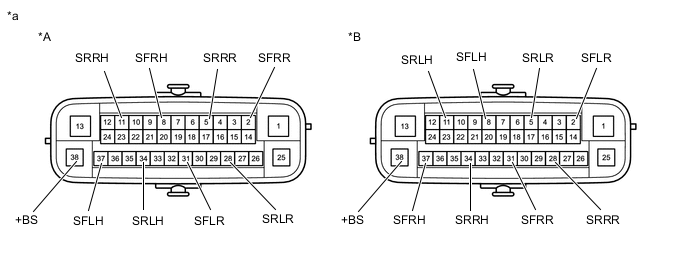 *a
*A
*B
SRRH SFRH SRRR SFRR
SRLH SFLH SRLR SFLR
13 12 11 10 9 8 7 6 5 4 3 2 1
24 23 22 21 20 19 18 17 16 15 14
38 37 36 35 34 33 32 31 30 29 28 27 26 25
13 12 11 10 9 8 7 6 5 4 3 2 1
24 23 22 21 20 19 18 17 16 15 14
38 37 36 35 34 33 32 31 30 29 28 27 26 25
+BS SFLH SRLH SFLR SRLR
+BS SFRH SRRH SFRR SRRR